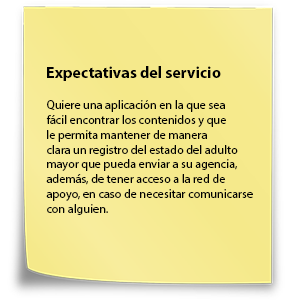 Expectativas del servicio
Quiere una aplicación en la que sea
fácil encontrar los contenidos y que
le permita mantener de manera
clara un registro del estado del adulto
mayor que pueda enviar a su agencia,
además, de tener acceso a la red de
apoyo, en caso de necesitar comunicarse
con alguien.